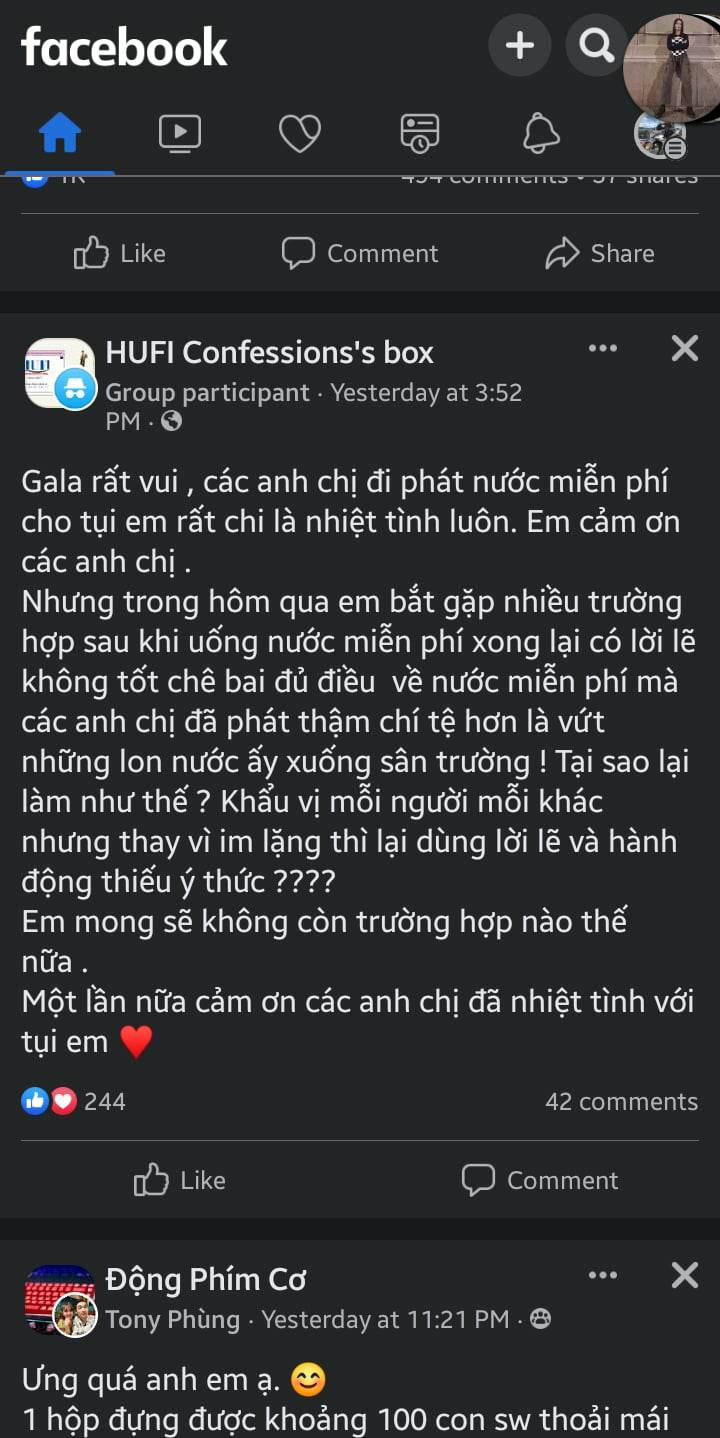 facebook
1K
494 comments • 57 shares
Like
Comment
Share
HUFI Confessions's box
Group participant · Yesterday at 3:52
PM ·
Gala rất vui , các anh chị đi phát nước miễn phí
cho tụi em rất chi là nhiệt tình luôn. Em cảm ơn
các anh chị .
Nhưng trong hôm qua em bắt gặp nhiều trường
hợp sau khi uống nước miễn phí xong lại có lời lẽ
không tốt chê bai đủ điều  về nước miễn phí mà
các anh chị đã phát thậm chí tệ hơn là vứt
những lon nước ấy xuống sân trường ! Tại sao lại
làm như thế ? Khẩu vị mỗi người mỗi khác
nhưng thay vì im lặng thì lại dùng lời lẽ và hành
động thiếu ý thức ????
Em mong sẽ không còn trường hợp nào thế
nữa .
Một lần nữa cảm ơn các anh chị đã nhiệt tình với
tụi em ♥️
244
42 comments
Like
Comment
Động Phím Cơ
Tony Phùng · Yesterday at 11:21 PM ·
Ưng quá anh em ạ. 😊
1 hộp đựng được khoảng 100 con sw thoải mái